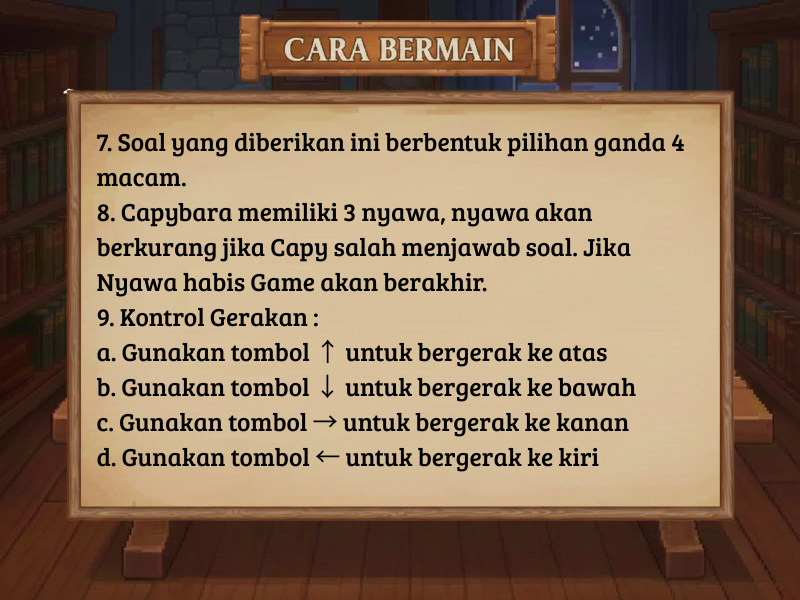 CARA BERMAIN
7. Soal yang diberikan ini berbentuk pilihan ganda 4
macam.
8. Capybara memiliki 3 nyawa, nyawa akan
berkurang jika Capy salah menjawab soal. Jika
Nyawa habis Game akan berakhir.
9. Kontrol Gerakan :
a. Gunakan tombol ↑ untuk bergerak ke atas
b. Gunakan tombol ↓ untuk bergerak ke bawah
c. Gunakan tombol → untuk bergerak ke kanan
d. Gunakan tombol ← untuk bergerak ke kiri